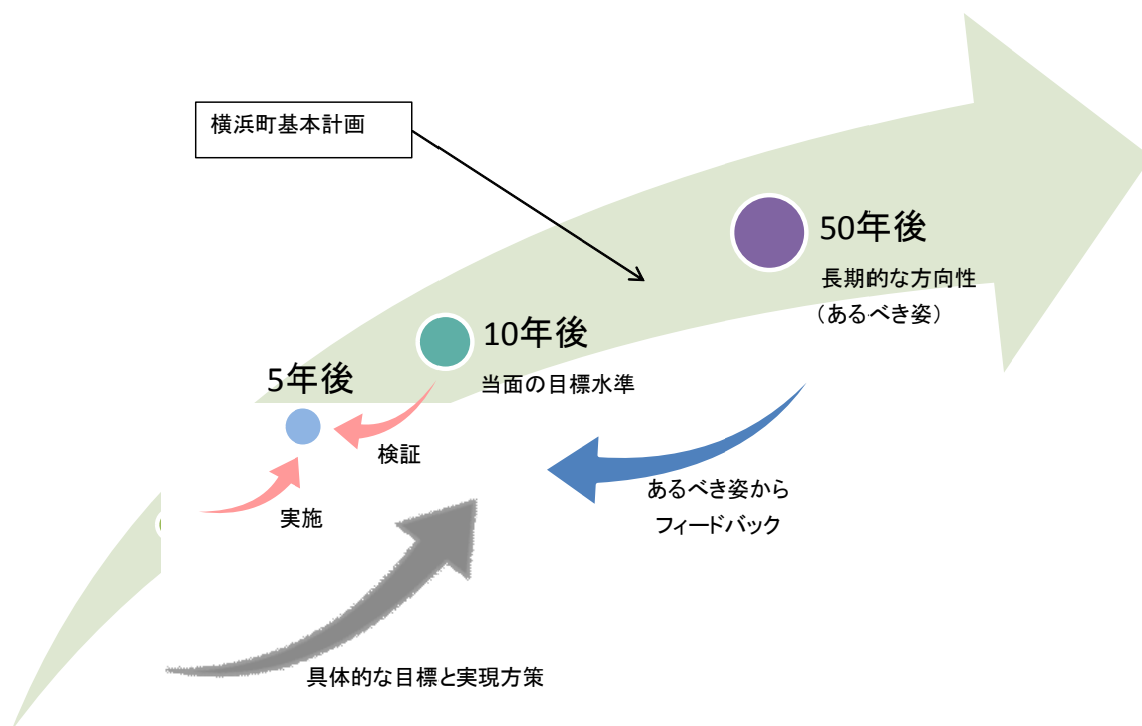 横浜町基本計画
50年後
長期的な方向性
（あるべき姿）
10年後
当面の目標水準
5年後
検証
実施
あるべき姿から
フィードバック
具体的な目標と実現方策